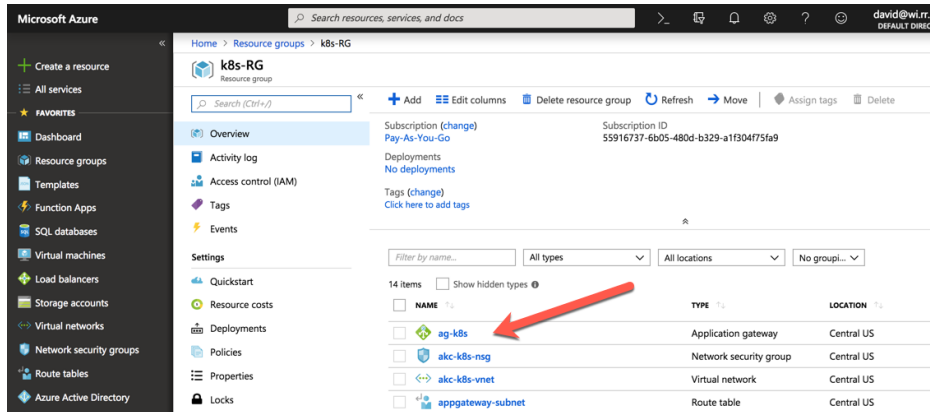 Microsoft Azure
Search resources, services, and docs
david@wi.rr.
DEFAULT DIREC
Create a resource
All services
FAVORITES
Dashboard
Resource groups
Templates
Function Apps
SQL databases
Virtual machines
Load balancers
Storage accounts
Virtual networks
Network security groups
Route tables
Azure Active Directory
Home > Resource groups > k8s-RG
k8s-RG
Resource group
Search (Ctrl+/)
Overview
Activity log
Access control (IAM)
Tags
Events
Settings
Quickstart
Resource costs
Deployments
Policies
Properties
Locks
Add Edit columns Delete resource group Refresh Move Assign tags Delete
Subscription (change)
Pay-As-You-Go
Subscription ID
55916737-6b05-480d-b329-a1f304f75fa9
Deployments
No deployments
Tags (change)
Click here to add tags
Filter by name... All types All locations No groupi...
14 items Show hidden types
NAME TYPE LOCATION
ag-k8s Application gateway Central US
akc-k8s-nsg Network security group Central US
akc-k8s-vnet Virtual network Central US
appgateway-subnet Route table Central US